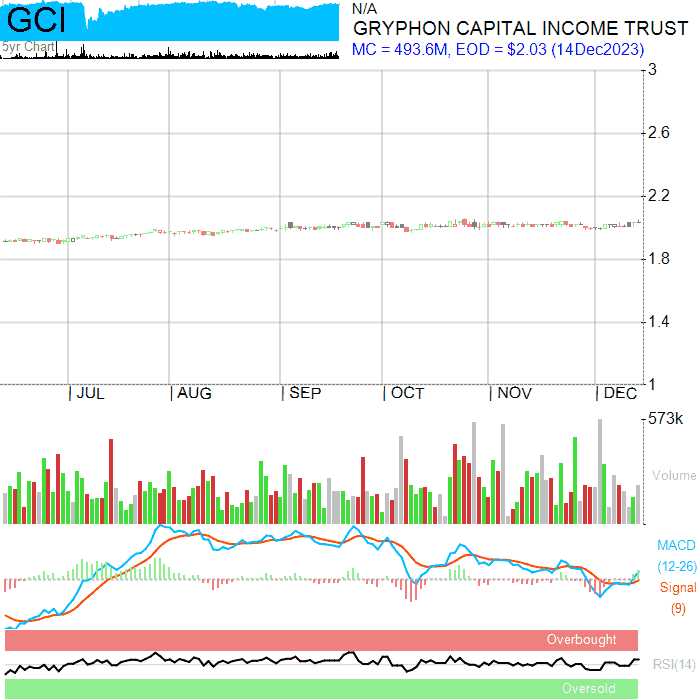 GCI
N/A
GRYPHON CAPITAL INCOME TRUST
5yr Chart
MC = 493.6M, EOD = $2.03 (14Dec2023)
3
2.6
2.2
1.8
1.4
1
JUL AUG SEP OCT NOV DEC
573k
Volume
MACD
(12-26)
Signal
(9)
Overbought
RSI(14)
Oversold